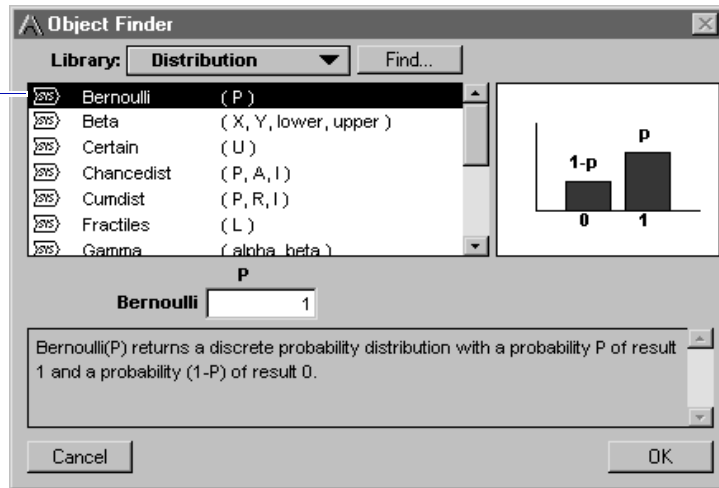 Object Finder
Library: Distribution Find...
Bernoulli ( P )
Beta ( X, Y, lower, upper )
Certain ( U )
Chancedist ( P, A, I )
Cumdist ( P, R, I )
Fractiles ( L )
Gamma ( alpha, beta )
1-p p
0 1
P
Bernoulli 1
Bernoulli(P) returns a discrete probability distribution with a probability P of result
1 and a probability (1-P) of result 0.
Cancel OK